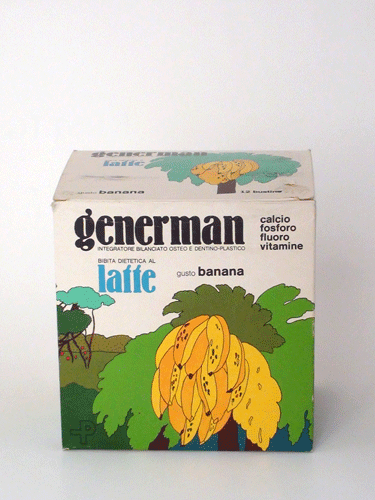 generman
latte
gusto banana
12 bustine
generman
INTEGRATORE BILANCIATO OSTEO E DENTINO-PLASTICO
calcio
fosforo
fluoro
vitamine
BIBITA DIETETICA AL
latte
gusto banana
P